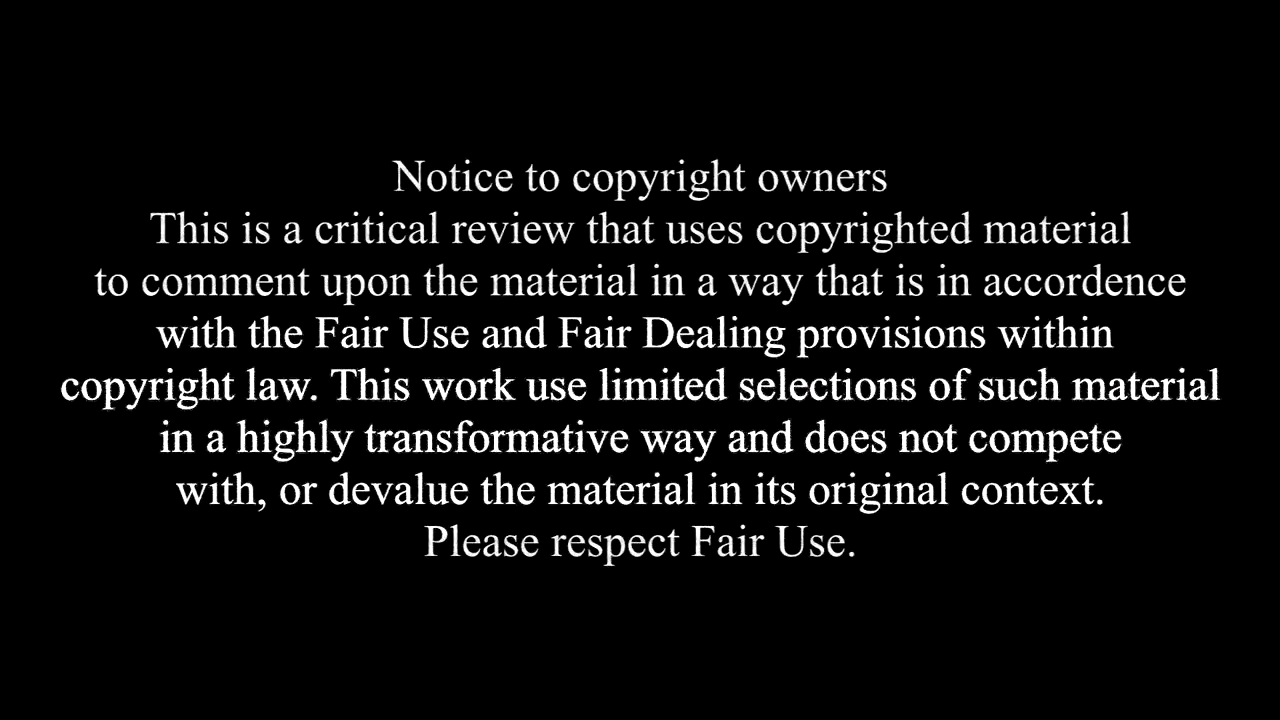 Notice to copyright owners
This is a critical review that uses copyrighted material
to comment upon the material in a way that is in accordence
with the Fair Use and Fair Dealing provisions within
copyright law. This work use limited selections of such material
in a highly transformative way and does not compete
with, or devalue the material in its original context.
Please respect Fair Use.